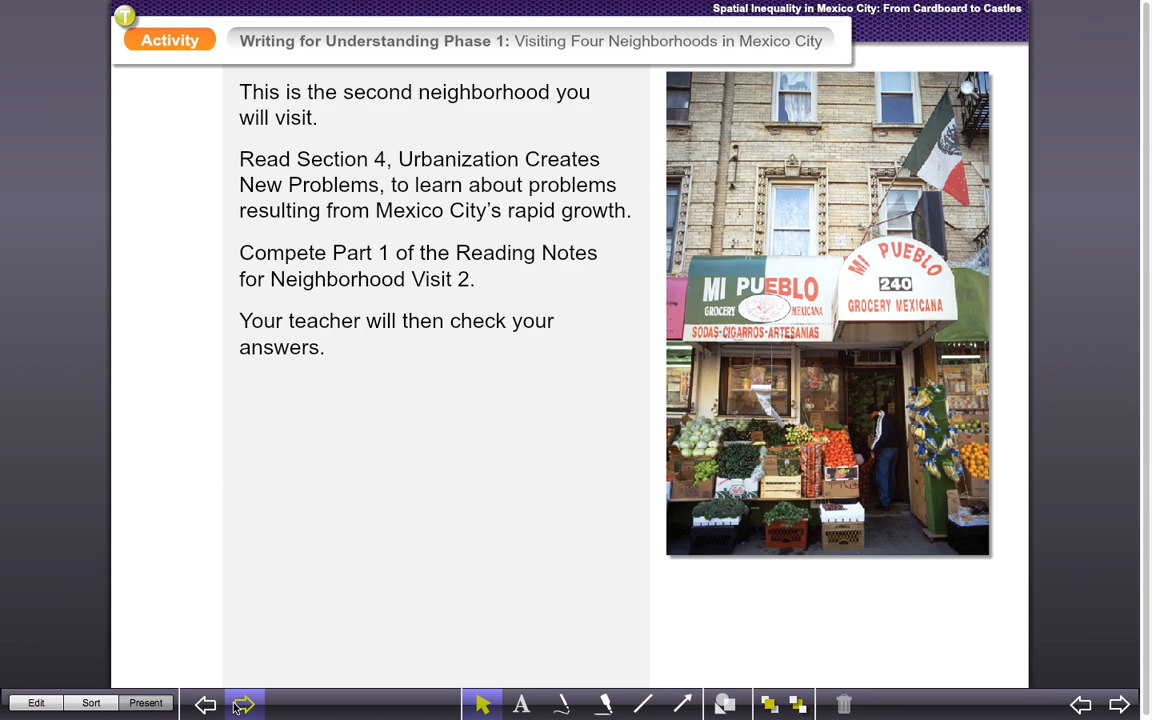 Spatial Inequality in Mexico City: From Cardboard to Castles
T
Activity
Writing for Understanding Phase 1: Visiting Four Neighborhoods in Mexico City
This is the second neighborhood you
will visit.
Read Section 4, Urbanization Creates
New Problems, to learn about problems
resulting from Mexico City’s rapid growth.
Compete Part 1 of the Reading Notes
for Neighborhood Visit 2.
Your teacher will then check your
answers.
MI PUEBLO
GROCERY MEXICANA
SODAS-CIGARROS-ARTESANIAS
MI PUEBLO
240
GROCERY MEXICANA
Edit Sort Present
A